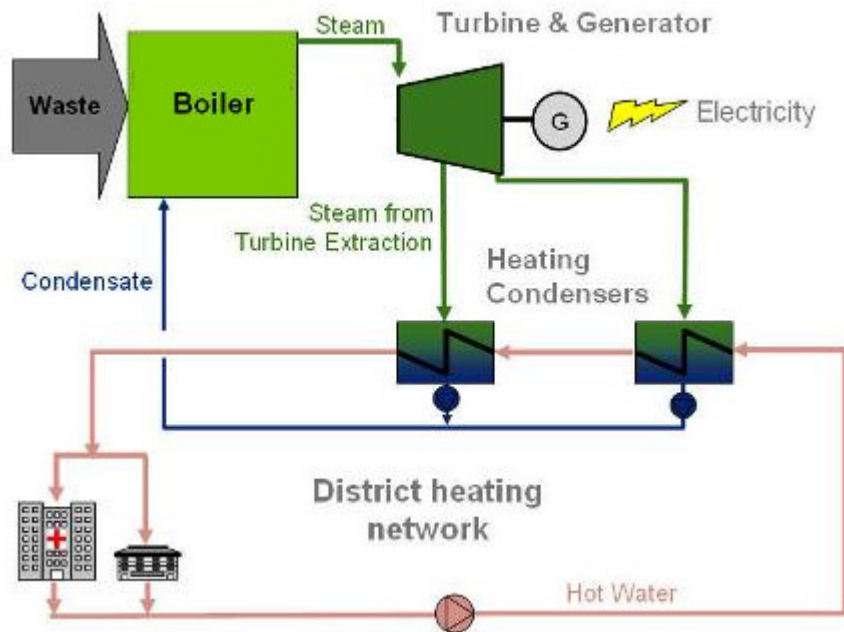 Steam
Turbine & Generator
Waste
Boiler
G
Electricity
Steam from
Turbine Extraction
Heating
Condensers
Condensate
District heating
network
Hot Water